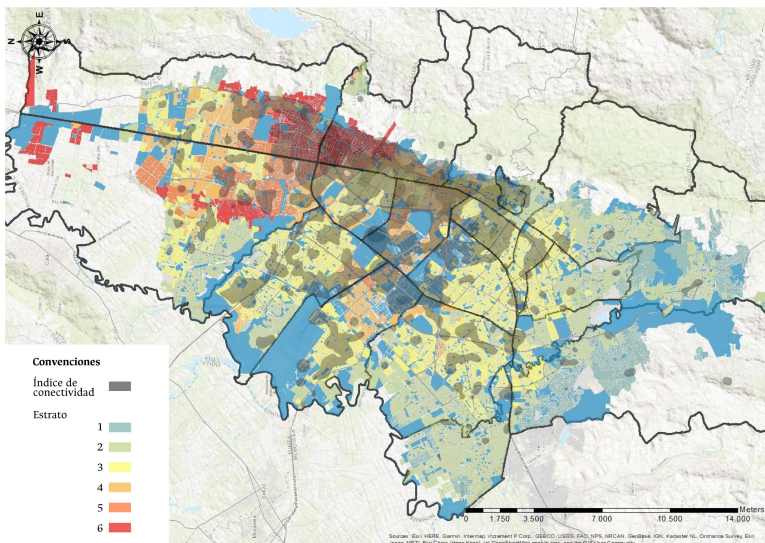 N
E
S
W
Convenciones
Índice de
conectividad
Estrato
1
2
3
4
5
6
Meters
0 1.750 3.500 7.000 10.500 14.000
Sources: Esri, HERE, Garmin, Intermap, increment P Corp., GEBCO, USGS, FAO, NPS, NRCAN, GeoBase, IGN, Kadaster NL, Ordnance Survey, Esri